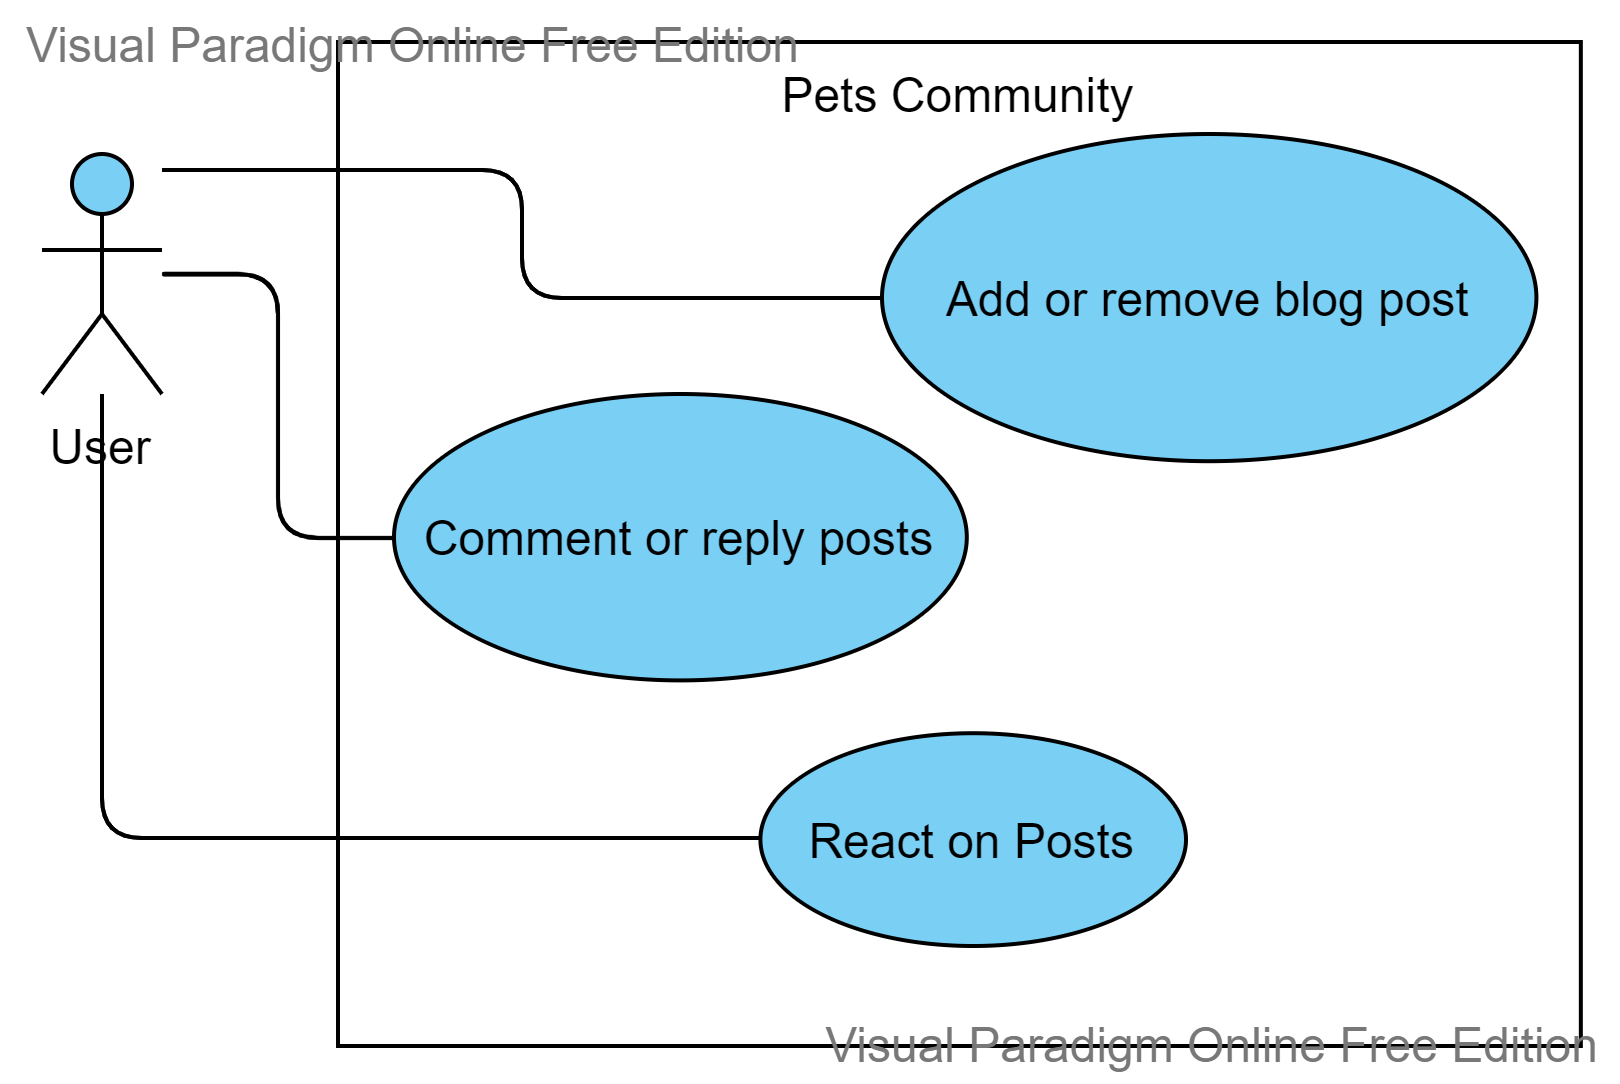 Visual Paradigm Online Free Edition
Pets Community
Add or remove blog post
User
Comment or reply posts
React on Posts
Visual Paradigm Online Free Edition